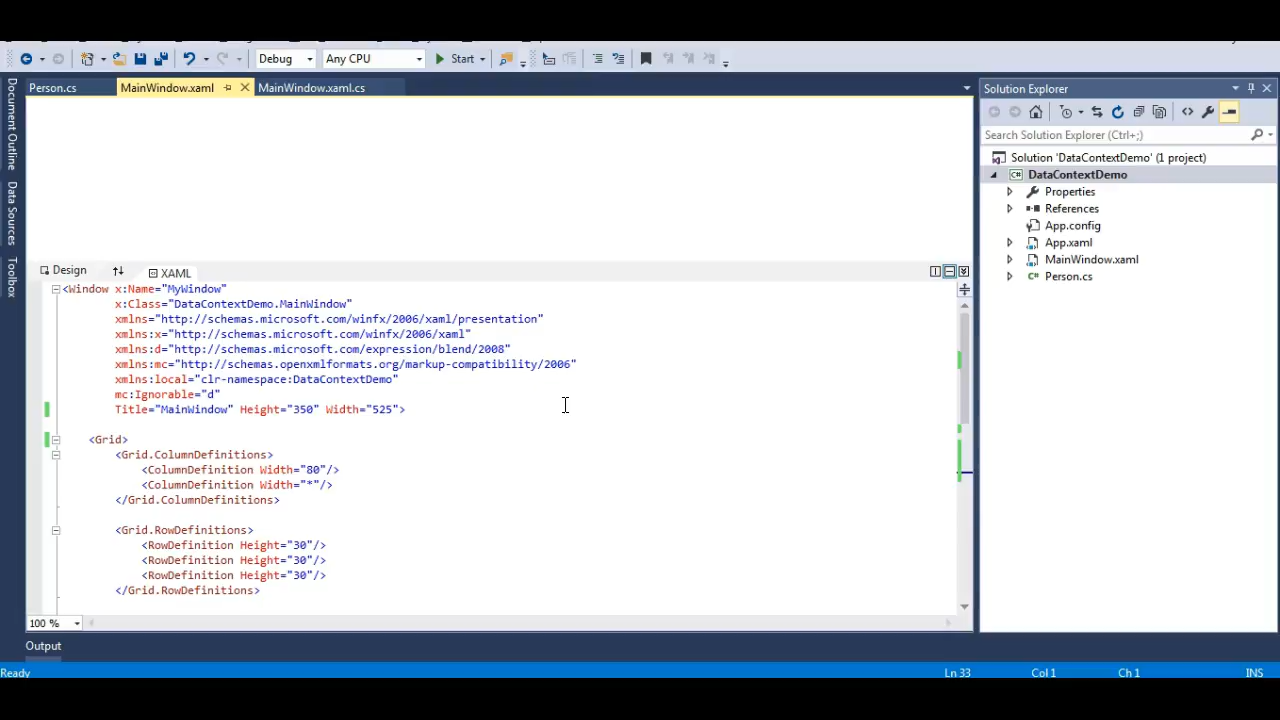 Debug
Any CPU
Start
Person.cs
MainWindow.xaml
MainWindow.xaml.cs
Document Outline
Data Sources
Toolbox
Design
XAML
<Window x:Name="MyWindow"
x:Class="DataContextDemo.MainWindow"
xmlns="http://schemas.microsoft.com/winfx/2006/xaml/presentation"
xmlns:x="http://schemas.microsoft.com/winfx/2006/xaml"
xmlns:d="http://schemas.microsoft.com/expression/blend/2008"
xmlns:mc="http://schemas.openxmlformats.org/markup-compatibility/2006"
xmlns:local="clr-namespace:DataContextDemo"
mc:Ignorable="d"
Title="MainWindow" Height="350" Width="525">
<Grid>
<Grid.ColumnDefinitions>
<ColumnDefinition Width="80"/>
<ColumnDefinition Width="*"/>
</Grid.ColumnDefinitions>
<Grid.RowDefinitions>
<RowDefinition Height="30"/>
<RowDefinition Height="30"/>
<RowDefinition Height="30"/>
</Grid.RowDefinitions>
100 %
Output
Solution Explorer
Search Solution Explorer (Ctrl+;)
Solution 'DataContextDemo' (1 project)
C# DataContextDemo
Properties
References
App.config
App.xaml
MainWindow.xaml
C# Person.cs
Ready
Ln 33
Col 1
Ch 1
INS